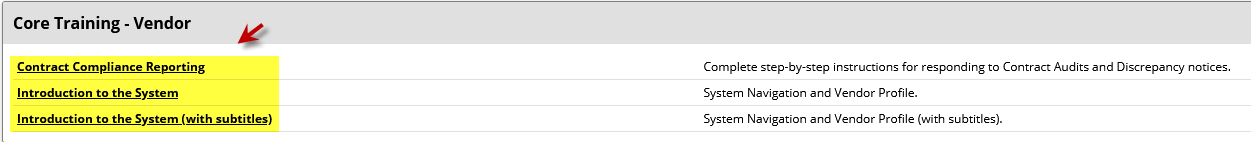 Core Training - Vendor
Contract Compliance Reporting Complete step-by-step instructions for responding to Contract Audits and Discrepancy notices.
Introduction to the System System Navigation and Vendor Profile.
Introduction to the System (with subtitles) System Navigation and Vendor Profile (with subtitles).